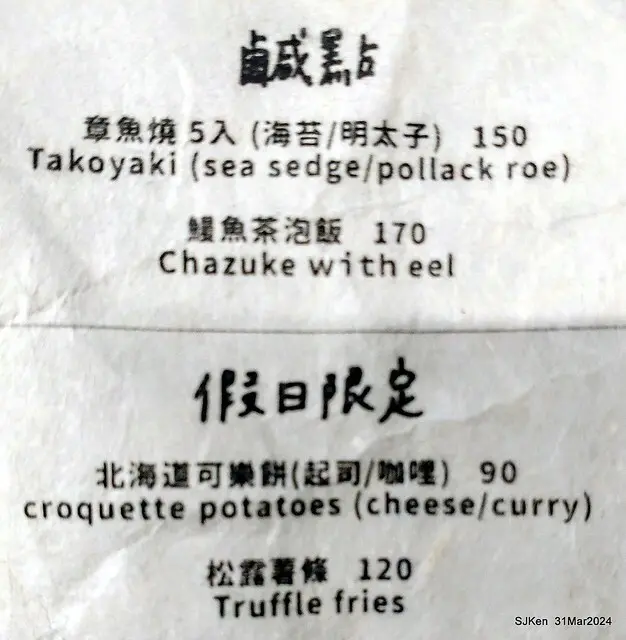 鹹點
章魚燒 5入 (海苔/明太子) 150
Takoyaki (sea sedge/pollack roe)
鰻魚茶泡飯 170
Chazuke with eel
假日限定
北海道可樂餅(起司/咖哩) 90
croquette potatoes (cheese/curry)
松露薯條 120
Truffle fries
SJKen 31Mar2024